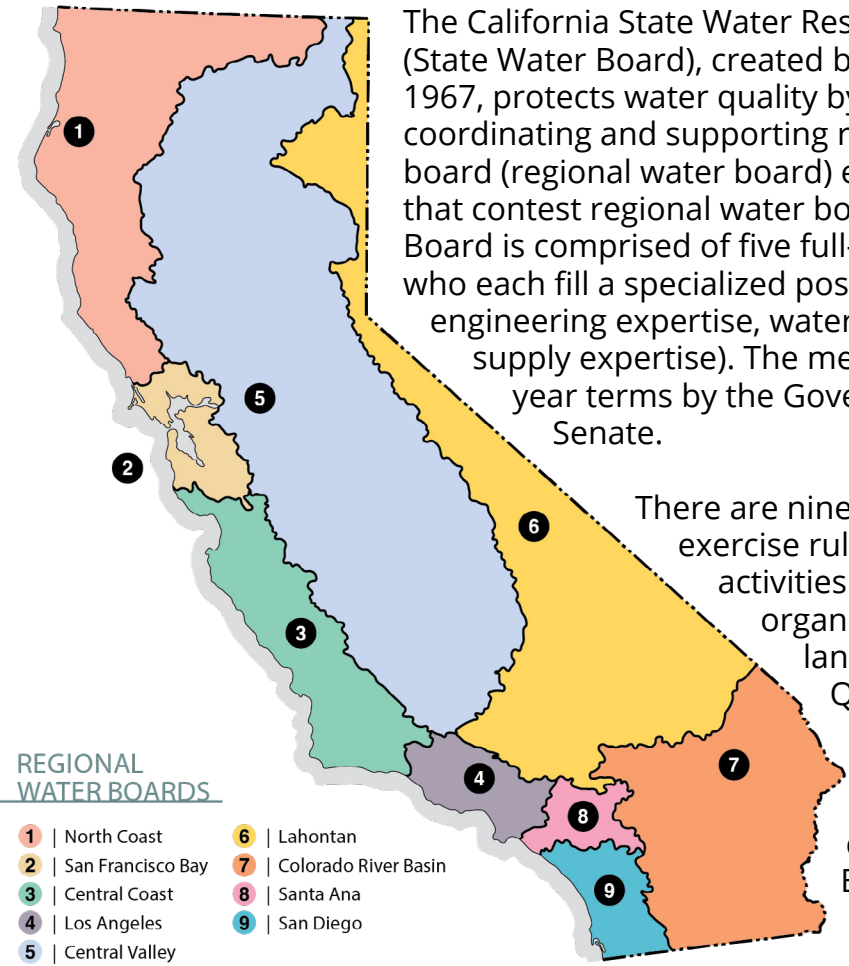 The California State Water Res
(State Water Board), created b
1967, protects water quality by
coordinating and supporting r
board (regional water board) e
that contest regional water bo
Board is comprised of five full-
who each fill a specialized pos
engineering expertise, water
supply expertise). The me
year terms by the Gove
Senate.
There are nine
exercise rul
activities
organ
lan
Q
1
2
3
4
5
6
7
8
9
REGIONAL
WATER BOARDS
1 | North Coast
2 | San Francisco Bay
3 | Central Coast
4 | Los Angeles
5 | Central Valley
6 | Lahontan
7 | Colorado River Basin
8 | Santa Ana
9 | San Diego